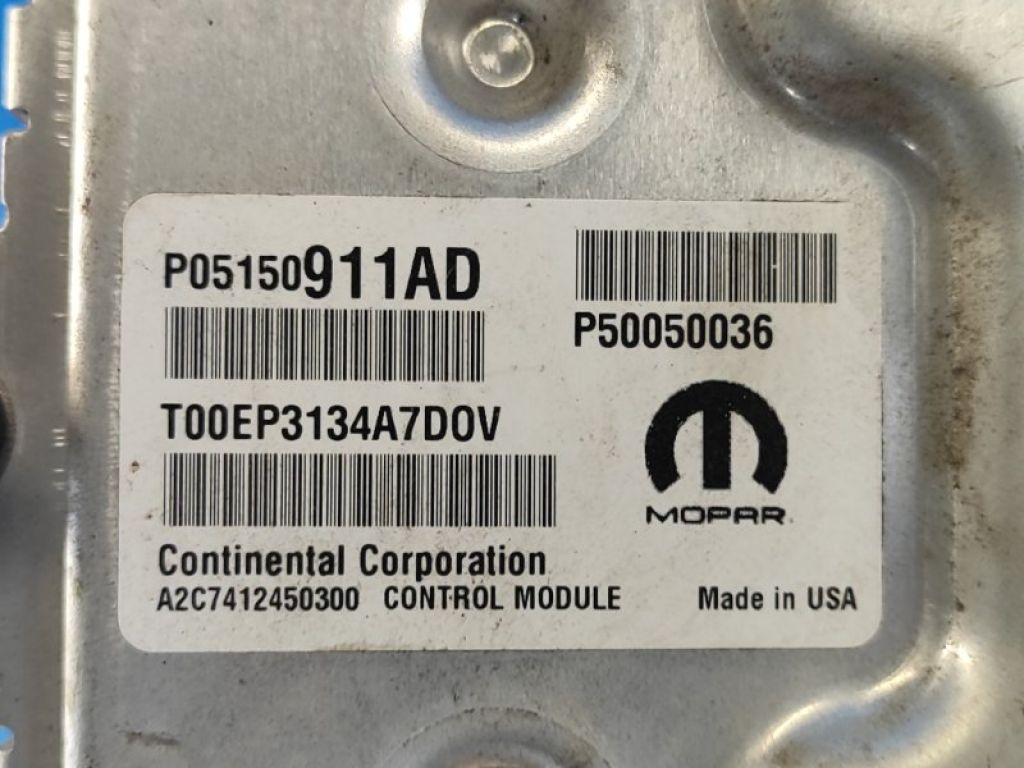 P05150911AD
P50050036
T00EP3134A7D0V
MOPAR
Continental Corporation
A2C7412450300 CONTROL MODULE Made in USA